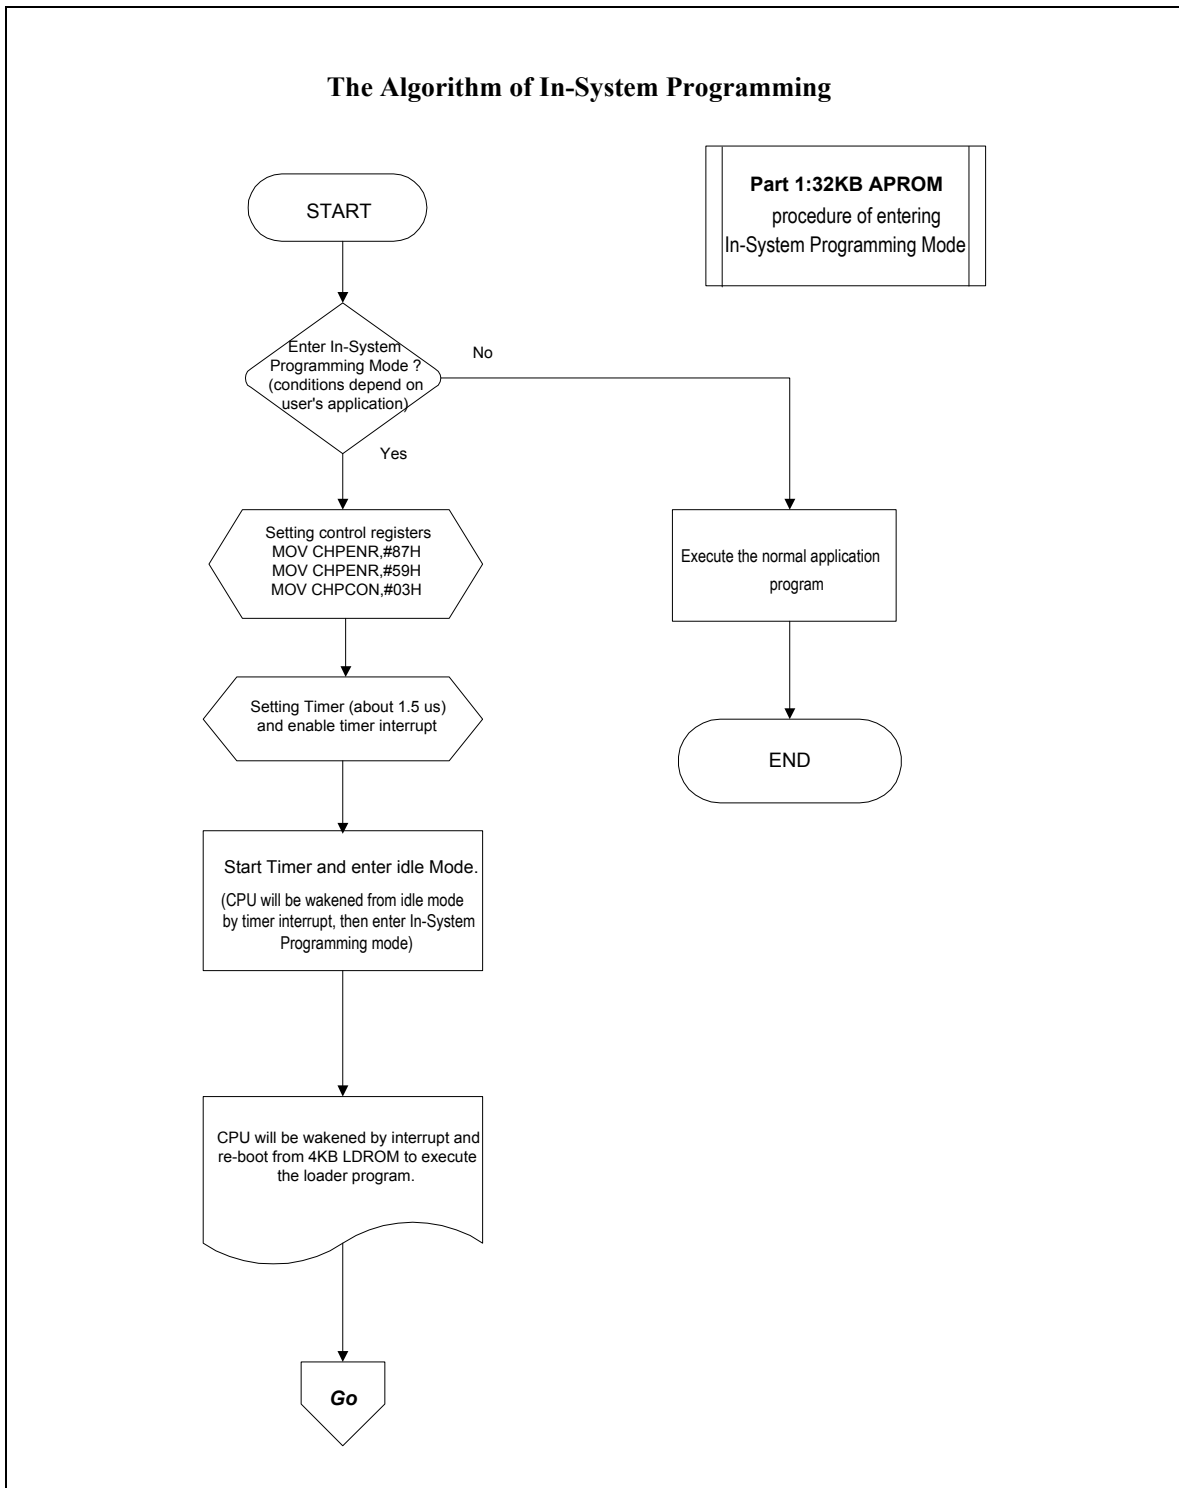 The Algorithm of In-System Programming
Part 1:32KB APROM
procedure of entering
In-System Programming Mode
START
Enter In-System
Programming Mode ?
(conditions depend on
user's application)
No
Yes
Setting control registers
MOV CHPENR,#87H
MOV CHPENR,#59H
MOV CHPCON,#03H
Execute the normal application
program
Setting Timer (about 1.5 us)
and enable timer interrupt
END
Start Timer and enter idle Mode.
(CPU will be wakened from idle mode
by timer interrupt, then enter In-System
Programming mode)
CPU will be wakened by interrupt and
re-boot from 4KB LDROM to execute
the loader program.
Go